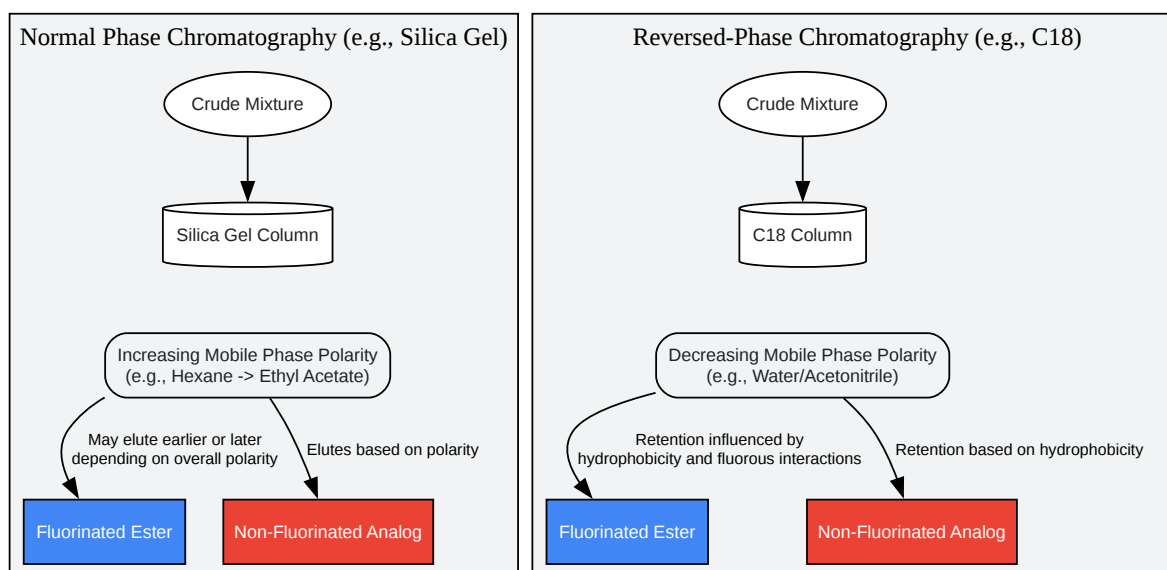 Normal Phase Chromatography (e.g., Silica Gel)
Crude Mixture
Silica Gel Column
Increasing Mobile Phase Polarity
(e.g., Hexane -> Ethyl Acetate)
May elute earlier or later
depending on overall polarity
Elutes based on polarity
Fluorinated Ester
Non-Fluorinated Analog
Reversed-Phase Chromatography (e.g., C18)
Crude Mixture
C18 Column
Decreasing Mobile Phase Polarity
(e.g., Water/Acetonitrile)
Retention influenced by
hydrophobicity and fluorous interactions
Retention based on hydrophobicity
Fluorinated Ester
Non-Fluorinated Analog